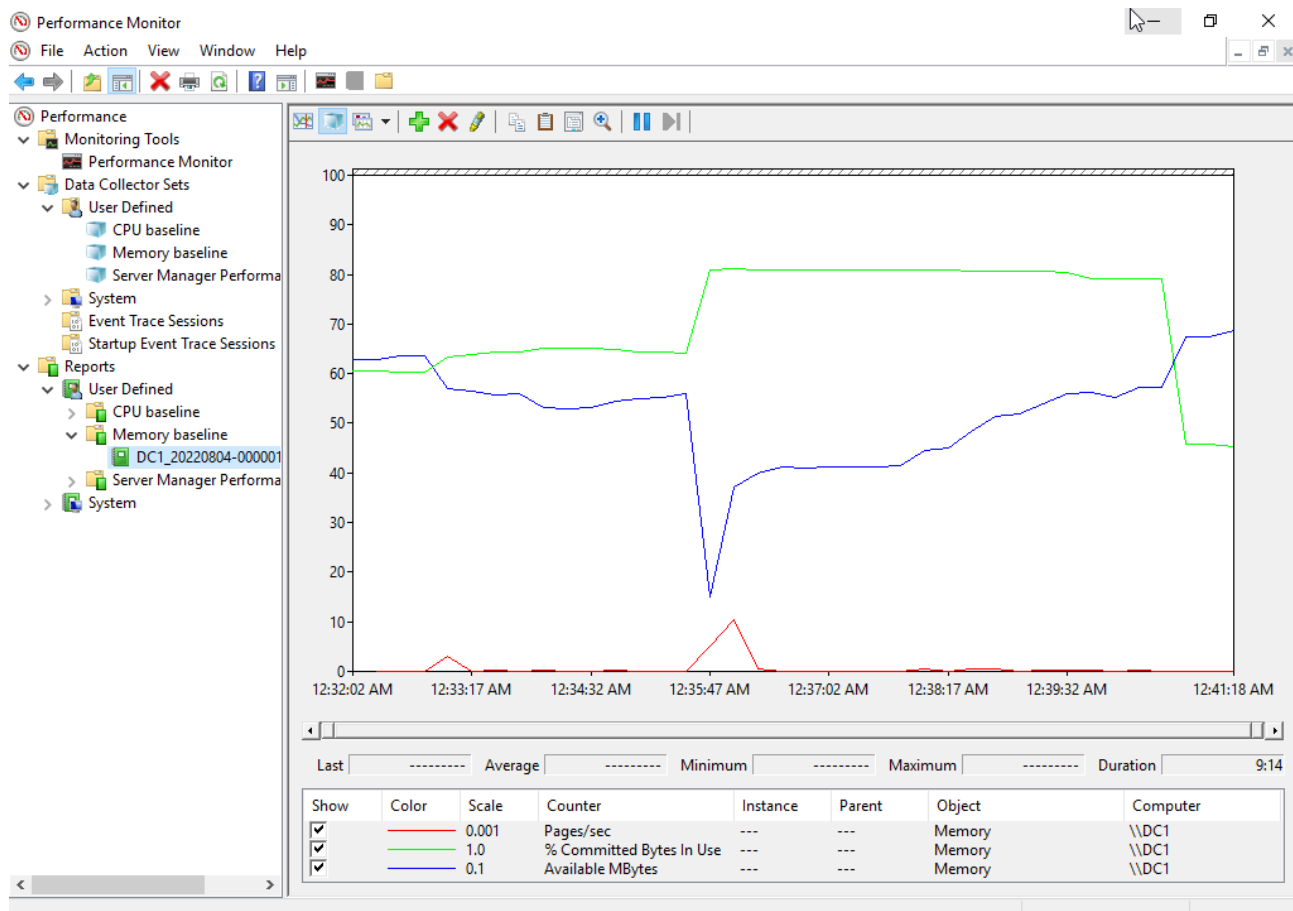 Performance Monitor
File Action View Window Help
Performance
Monitoring Tools
Performance Monitor
Data Collector Sets
User Defined
CPU baseline
Memory baseline
Server Manager Performa
System
Event Trace Sessions
Startup Event Trace Sessions
Reports
User Defined
CPU baseline
Memory baseline
DC1_20220804-000001
Server Manager Performa
System
100
90
80
70
60
50
40
30
20
10
0
12:32:02 AM 12:33:17 AM 12:34:32 AM 12:35:47 AM 12:37:02 AM 12:38:17 AM 12:39:32 AM 12:41:18 AM
Last --------- Average --------- Minimum --------- Maximum --------- Duration 9:14
Show Color Scale Counter Instance Parent Object Computer
0.001 Pages/sec --- --- Memory \\DC1
1.0 % Committed Bytes In Use --- --- Memory \\DC1
0.1 Available MBytes --- --- Memory \\DC1